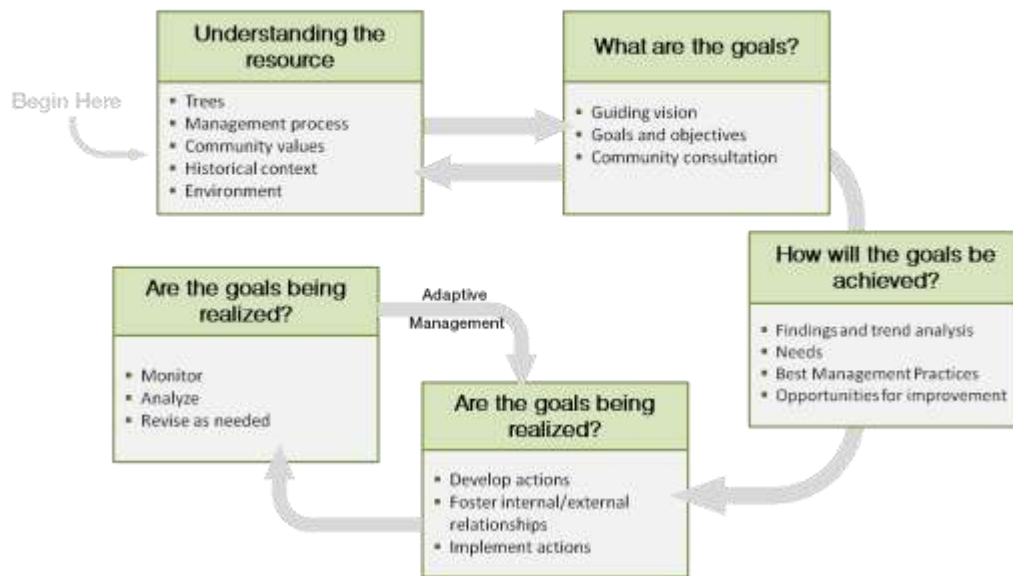 Begin Here
Understanding the
resource
▪ Trees
▪ Management process
▪ Community values
▪ Historical context
▪ Environment
What are the goals?
▪ Guiding vision
▪ Goals and objectives
▪ Community consultation
How will the goals be
achieved?
▪ Findings and trend analysis
▪ Needs
▪ Best Management Practices
▪ Opportunities for improvement
Are the goals being
realized?
▪ Develop actions
▪ Foster internal/external
relationships
▪ Implement actions
Are the goals being
realized?
▪ Monitor
▪ Analyze
▪ Revise as needed
Adaptive
Management